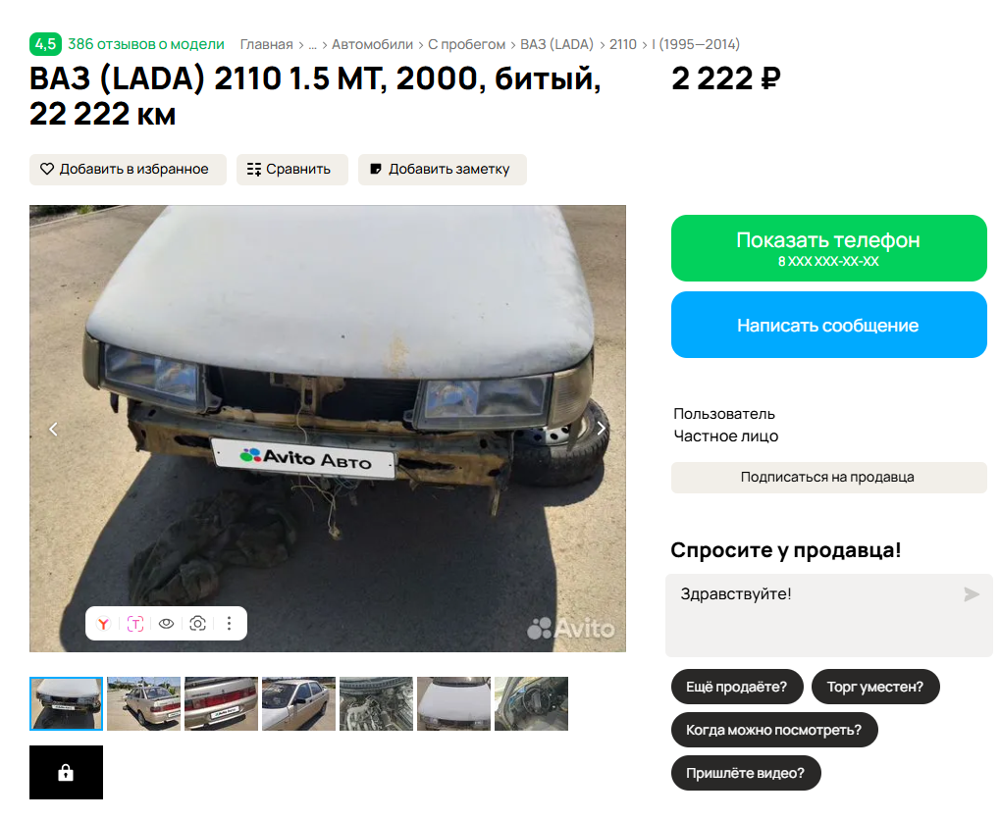 4,5 386 отзывов о модели Главная › ... › Автомобили › С пробегом › ВАЗ (LADA) › 2110 › I (1995—2014)
ВАЗ (LADA) 2110 1.5 MT, 2000, битый,
22 222 км
2 222 ₽
Добавить в избранное Сравнить Добавить заметку
Показать телефон
8 XXX XXX-XX-XX
Написать сообщение
Avito Авто
Пользователь
Частное лицо
Подписаться на продавца
Спросите у продавца!
Здравствуйте!
Avito
Ещё продаёте? Торг уместен?
Когда можно посмотреть?
Пришлёте видео?